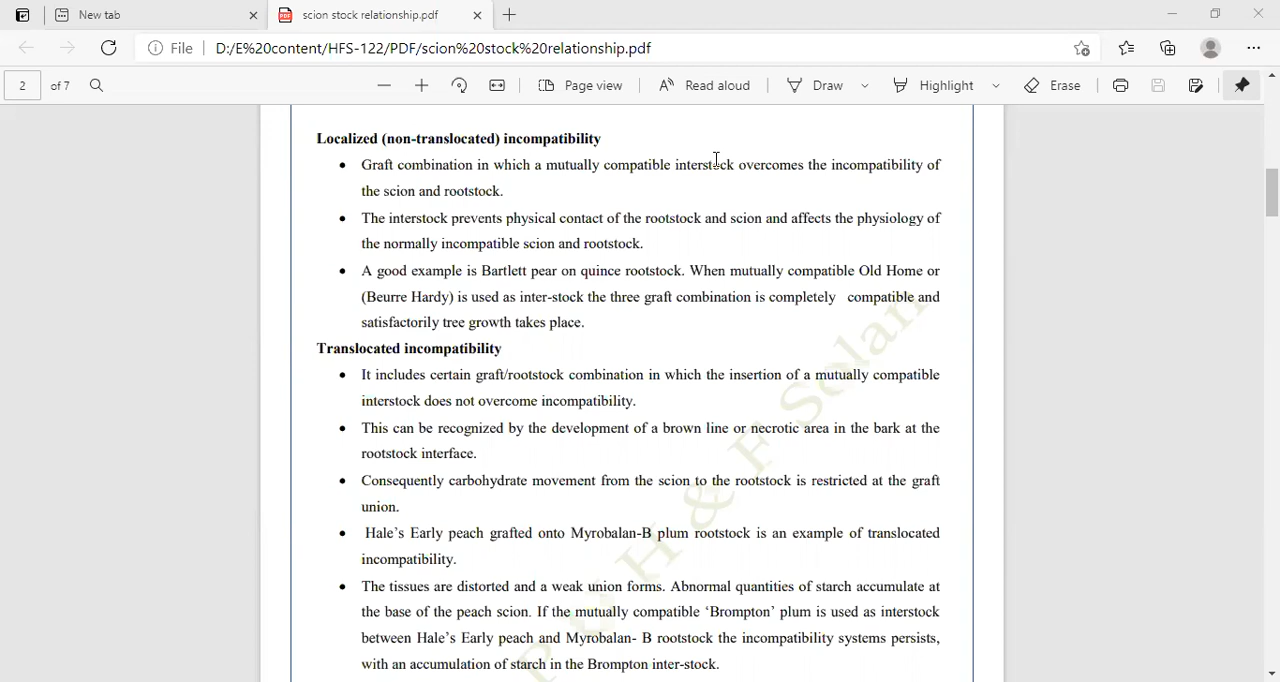 New tab
scion stock relationship.pdf
File
D:/E%20content/HFS-122/PDF/scion%20stock%20relationship.pdf
2 of 7
Page view
Read aloud
Draw
Highlight
Erase
Localized (non-translocated) incompatibility
• Graft combination in which a mutually compatible interstock overcomes the incompatibility of
the scion and rootstock.
• The interstock prevents physical contact of the rootstock and scion and affects the physiology of
the normally incompatible scion and rootstock.
• A good example is Bartlett pear on quince rootstock. When mutually compatible Old Home or
(Beurre Hardy) is used as inter-stock the three graft combination is completely compatible and
satisfactorily tree growth takes place.
Translocated incompatibility
• It includes certain graft/rootstock combination in which the insertion of a mutually compatible
interstock does not overcome incompatibility.
• This can be recognized by the development of a brown line or necrotic area in the bark at the
rootstock interface.
• Consequently carbohydrate movement from the scion to the rootstock is restricted at the graft
union.
• Hale's Early peach grafted onto Myrobalan-B plum rootstock is an example of translocated
incompatibility.
• The tissues are distorted and a weak union forms. Abnormal quantities of starch accumulate at
the base of the peach scion. If the mutually compatible ‘Brompton’ plum is used as interstock
between Hale's Early peach and Myrobalan- B rootstock the incompatibility systems persists,
with an accumulation of starch in the Brompton inter-stock.
H & F Solan